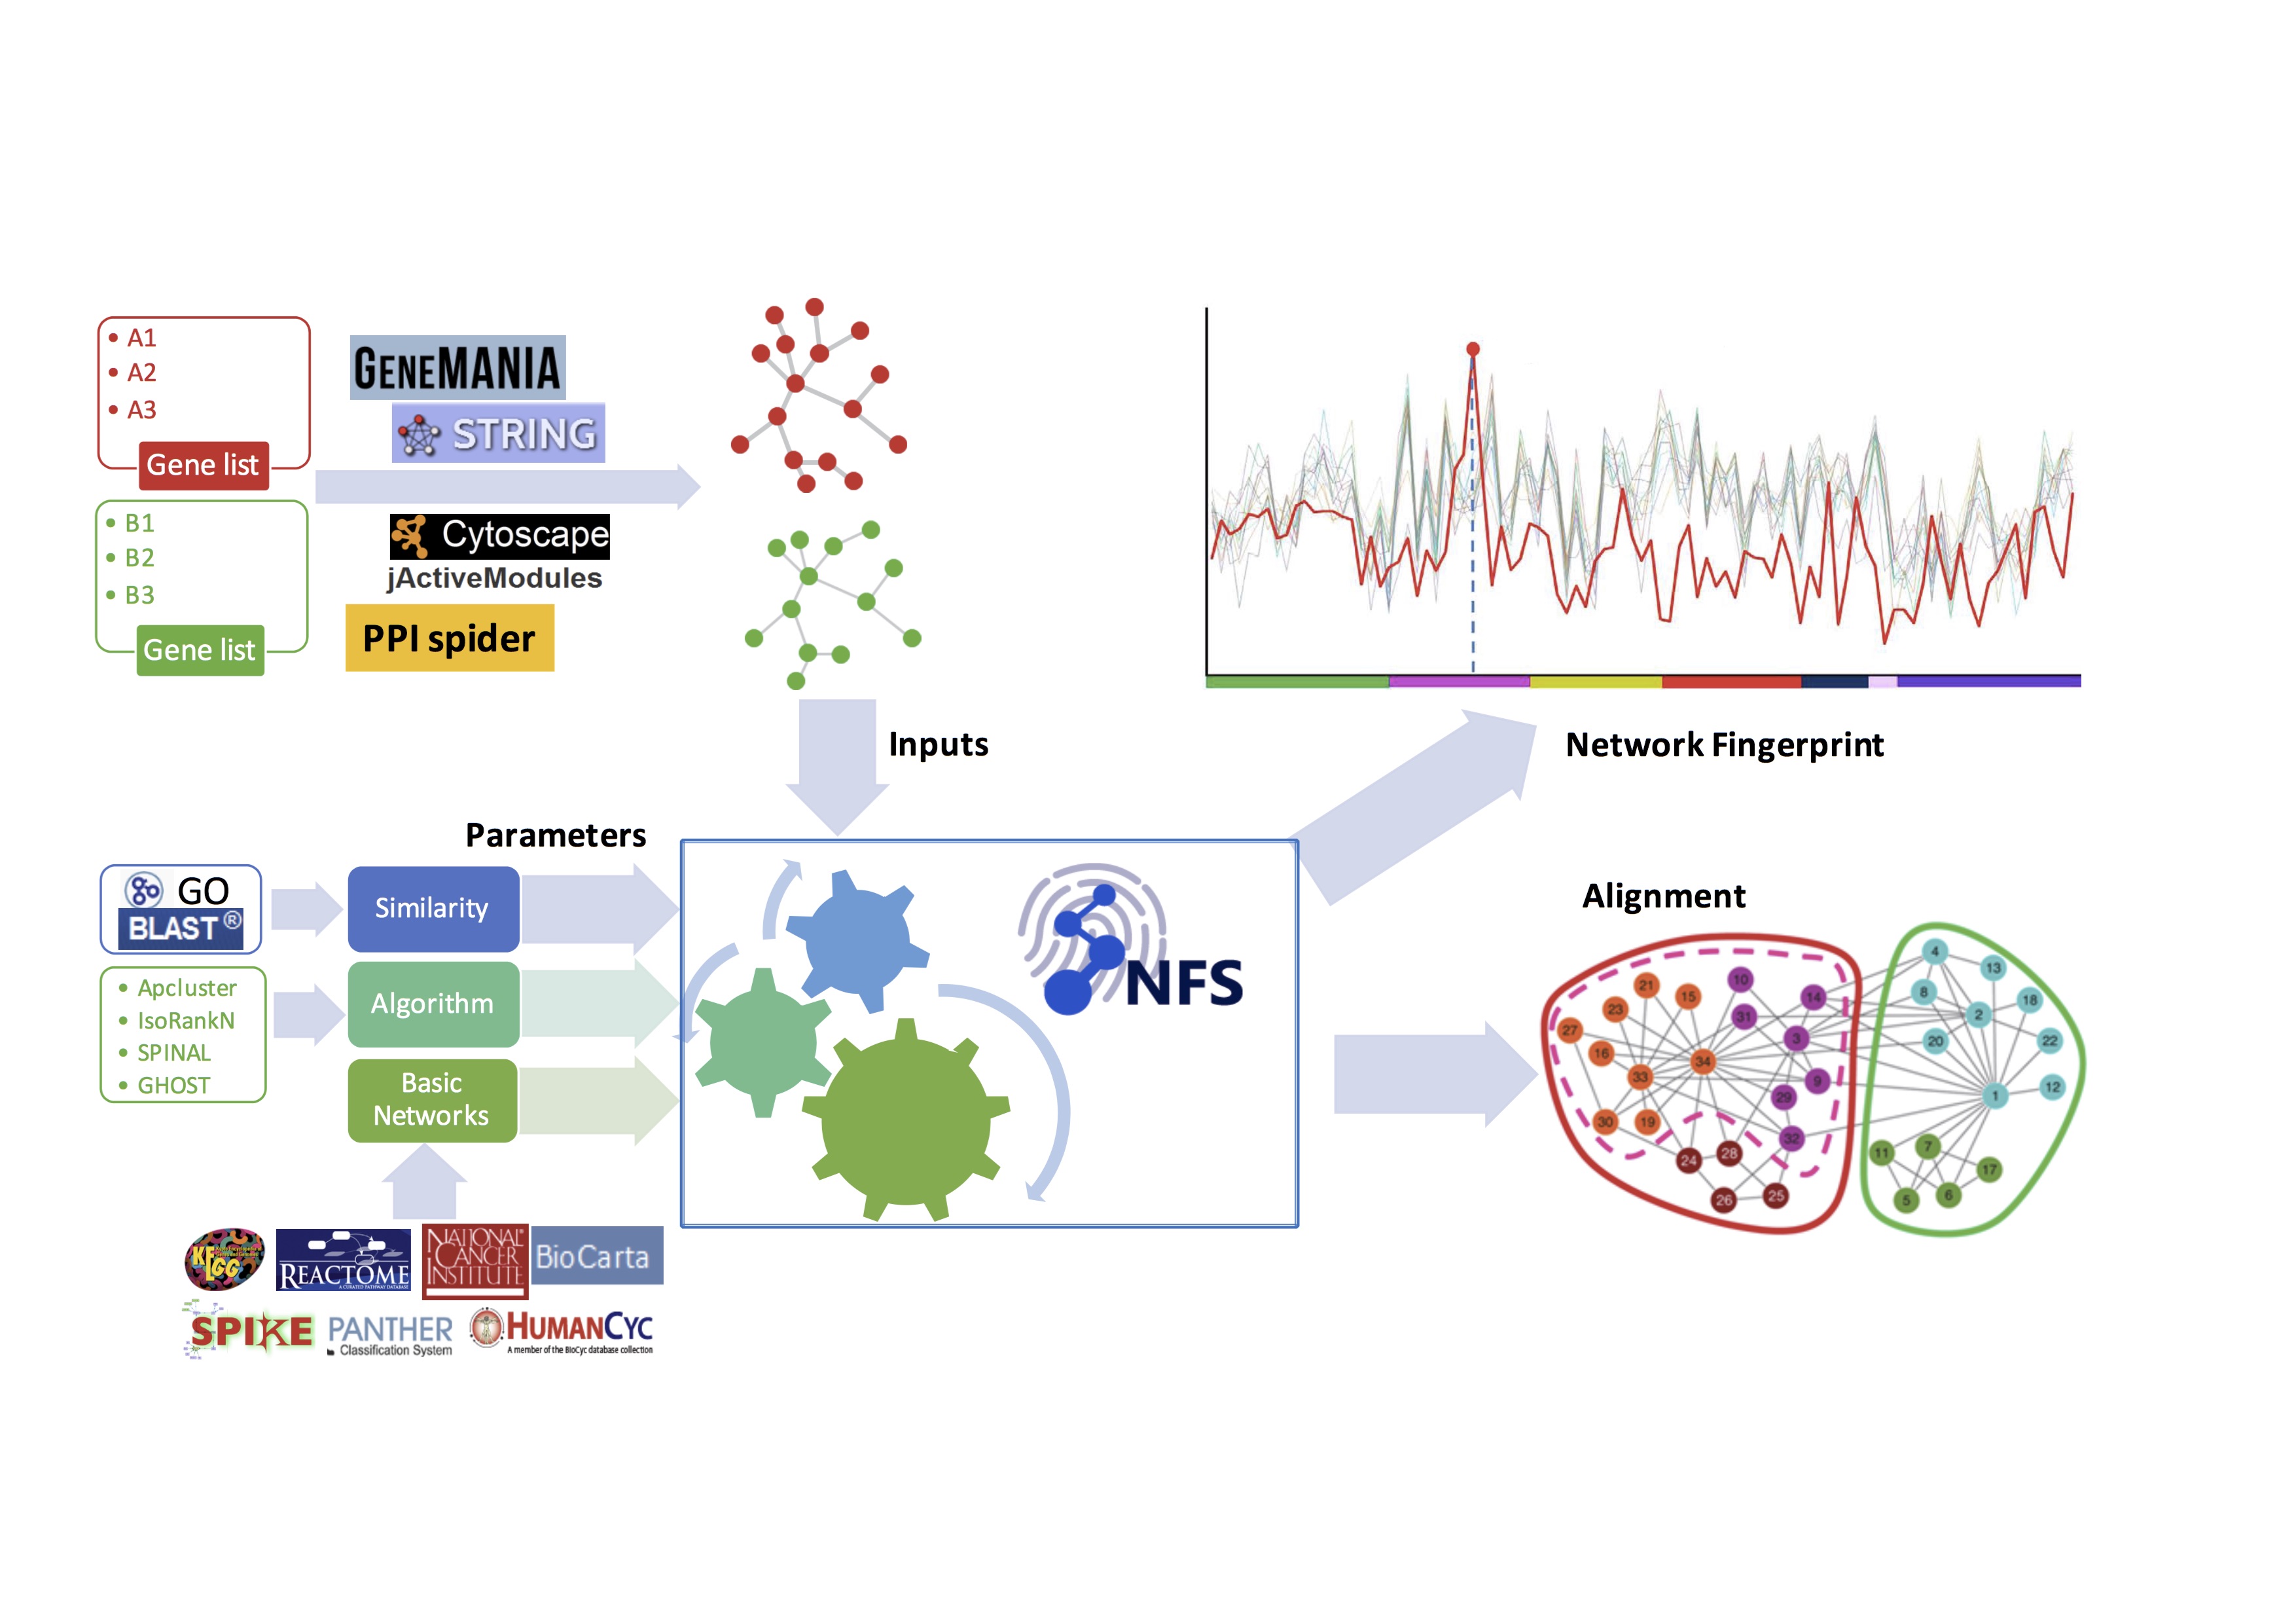 A1
A2
A3
Gene list
B1
B2
B3
Gene list
GENEMANIA
STRING
Cytoscape
jActiveModules
PPI spider
Inputs
Network Fingerprint
Parameters
GO
BLAST®
Similarity
Apcluster
IsoRankN
SPINAL
GHOST
Algorithm
Basic
Networks
NFS
Alignment
4
13
8
18
2
20
22
12
1
11
7
17
5
6
21
10
15
14
23
31
27
3
16
34
33
9
29
30
19
32
24
28
26
25
KEGG
REACTOME
A CURATED PATHWAY DATABASE
NATIONAL
CANCER
INSTITUTE
BioCarta
SPIKE
PANTHER
Classification System
HUMANCYC
A member of the BioCyc database collection